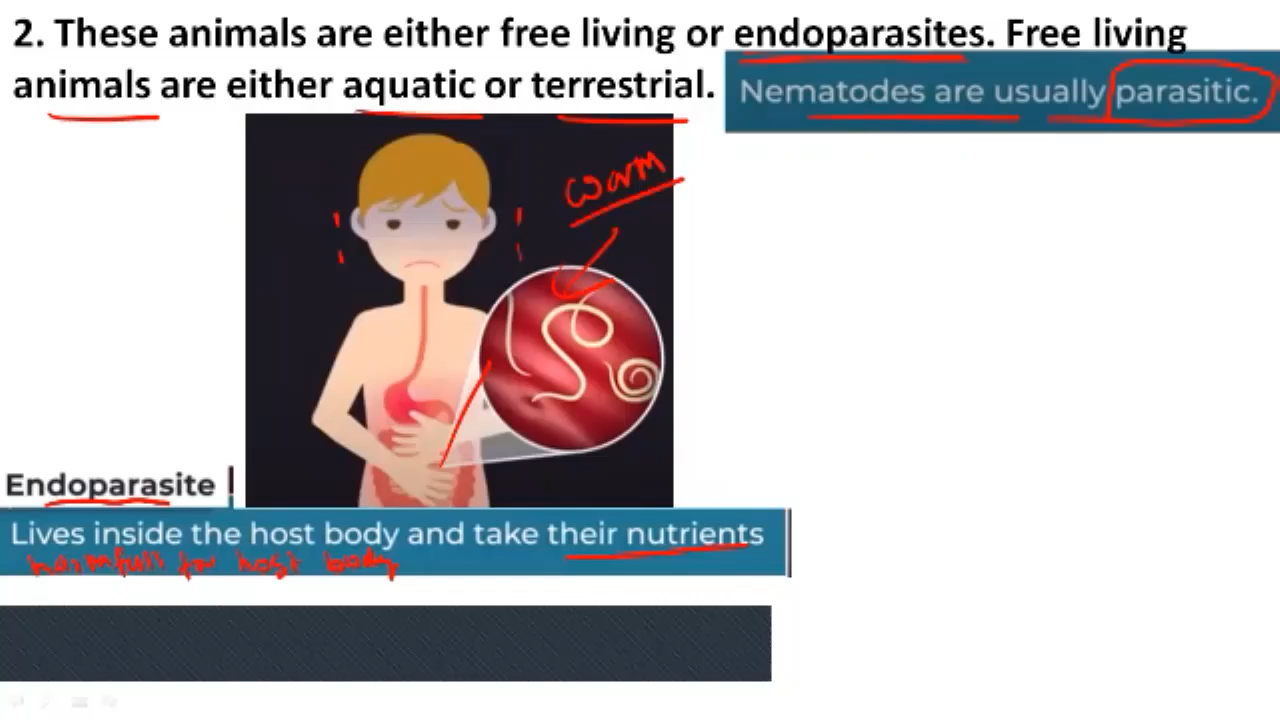 2. These animals are either free living or endoparasites. Free living
animals are either aquatic or terrestrial.
Nematodes are usually parasitic.
worm
Endoparasite
Lives inside the host body and take their nutrients
harmfull for host body